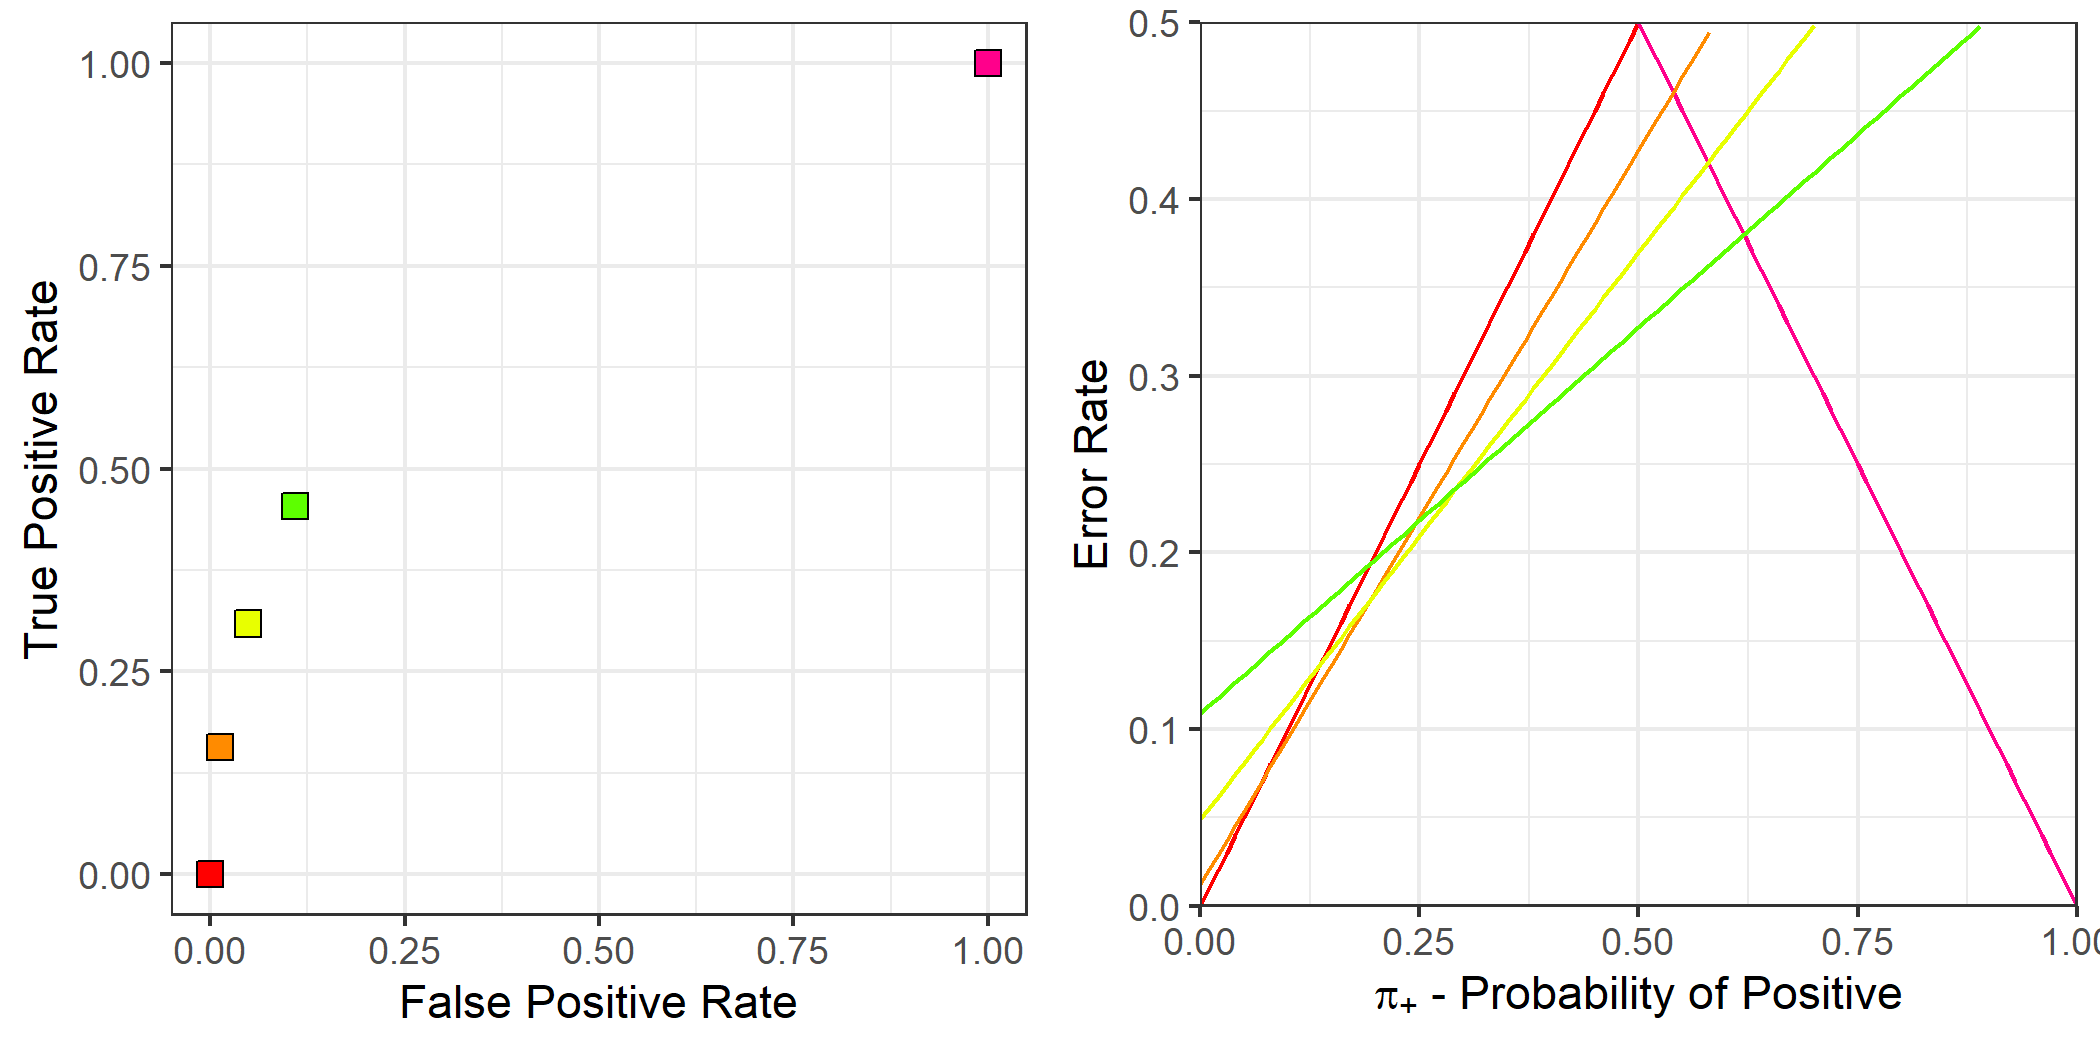 1.00
0.75
0.50
0.25
0.00
True Positive Rate
0.00 0.25 0.50 0.75 1.00
False Positive Rate
0.5
0.4
0.3
0.2
0.1
0.0
Error Rate
0.00 0.25 0.50 0.75 1.00
π₊ - Probability of Positive